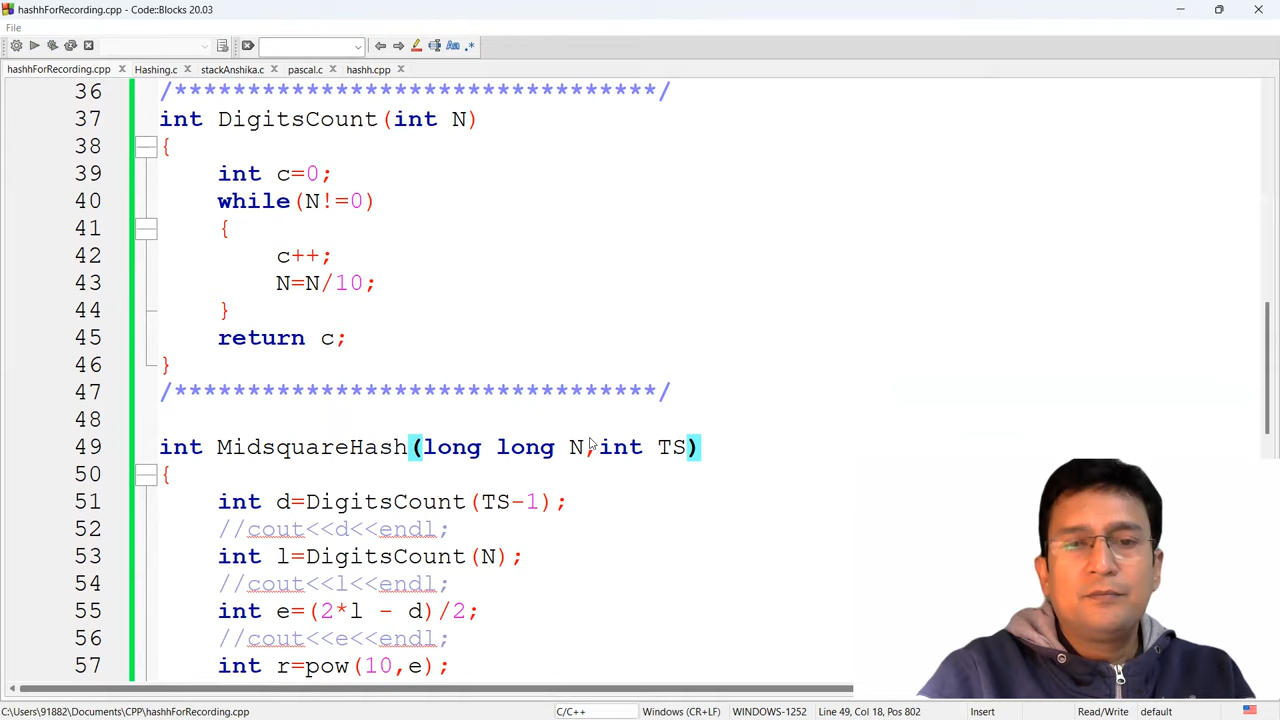 hashhForRecording.cpp - Code::Blocks 20.03
File
hashhForRecording.cpp Hashing.c stackAnshika.c pascal.c hashh.cpp
36 /*********************************/
37 int DigitsCount(int N)
38 {
39 int c=0;
40 while(N!=0)
41 {
42 c++;
43 N=N/10;
44 }
45 return c;
46 }
47 /*********************************/
48
49 int MidsquareHash(long long N,int TS)
50 {
51 int d=DigitsCount(TS-1);
52 //cout<<d<<endl;
53 int l=DigitsCount(N);
54 //cout<<l<<endl;
55 int e=(2*l - d)/2;
56 //cout<<e<<endl;
57 int r=pow(10,e);
C:\Users\91882\Documents\CPP\hashhForRecording.cpp C/C++ Windows (CR+LF) WINDOWS-1252 Line 49, Col 18, Pos 802 Insert Read/Write default